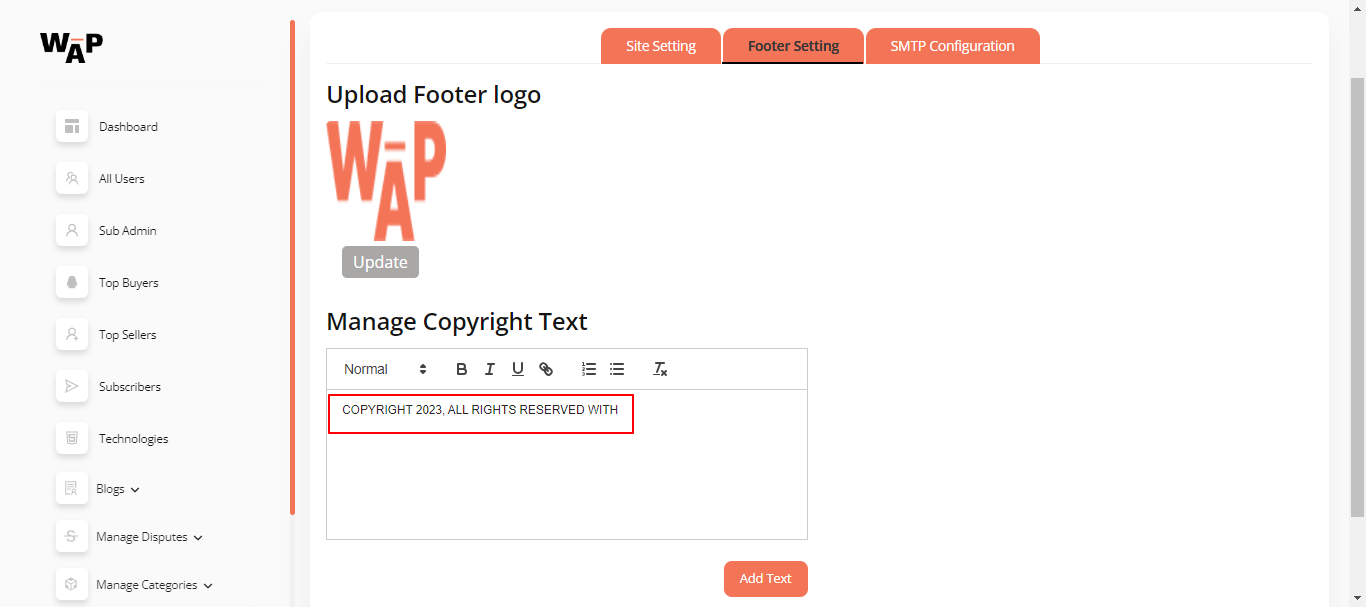 WAP
Dashboard
All Users
Sub Admin
Top Buyers
Top Sellers
Subscribers
Technologies
Blogs
Manage Disputes
Manage Categories
Site Setting
Footer Setting
SMTP Configuration
Upload Footer logo
WAP
Update
Manage Copyright Text
Normal
COPYRIGHT 2023, ALL RIGHTS RESERVED WITH
Add Text